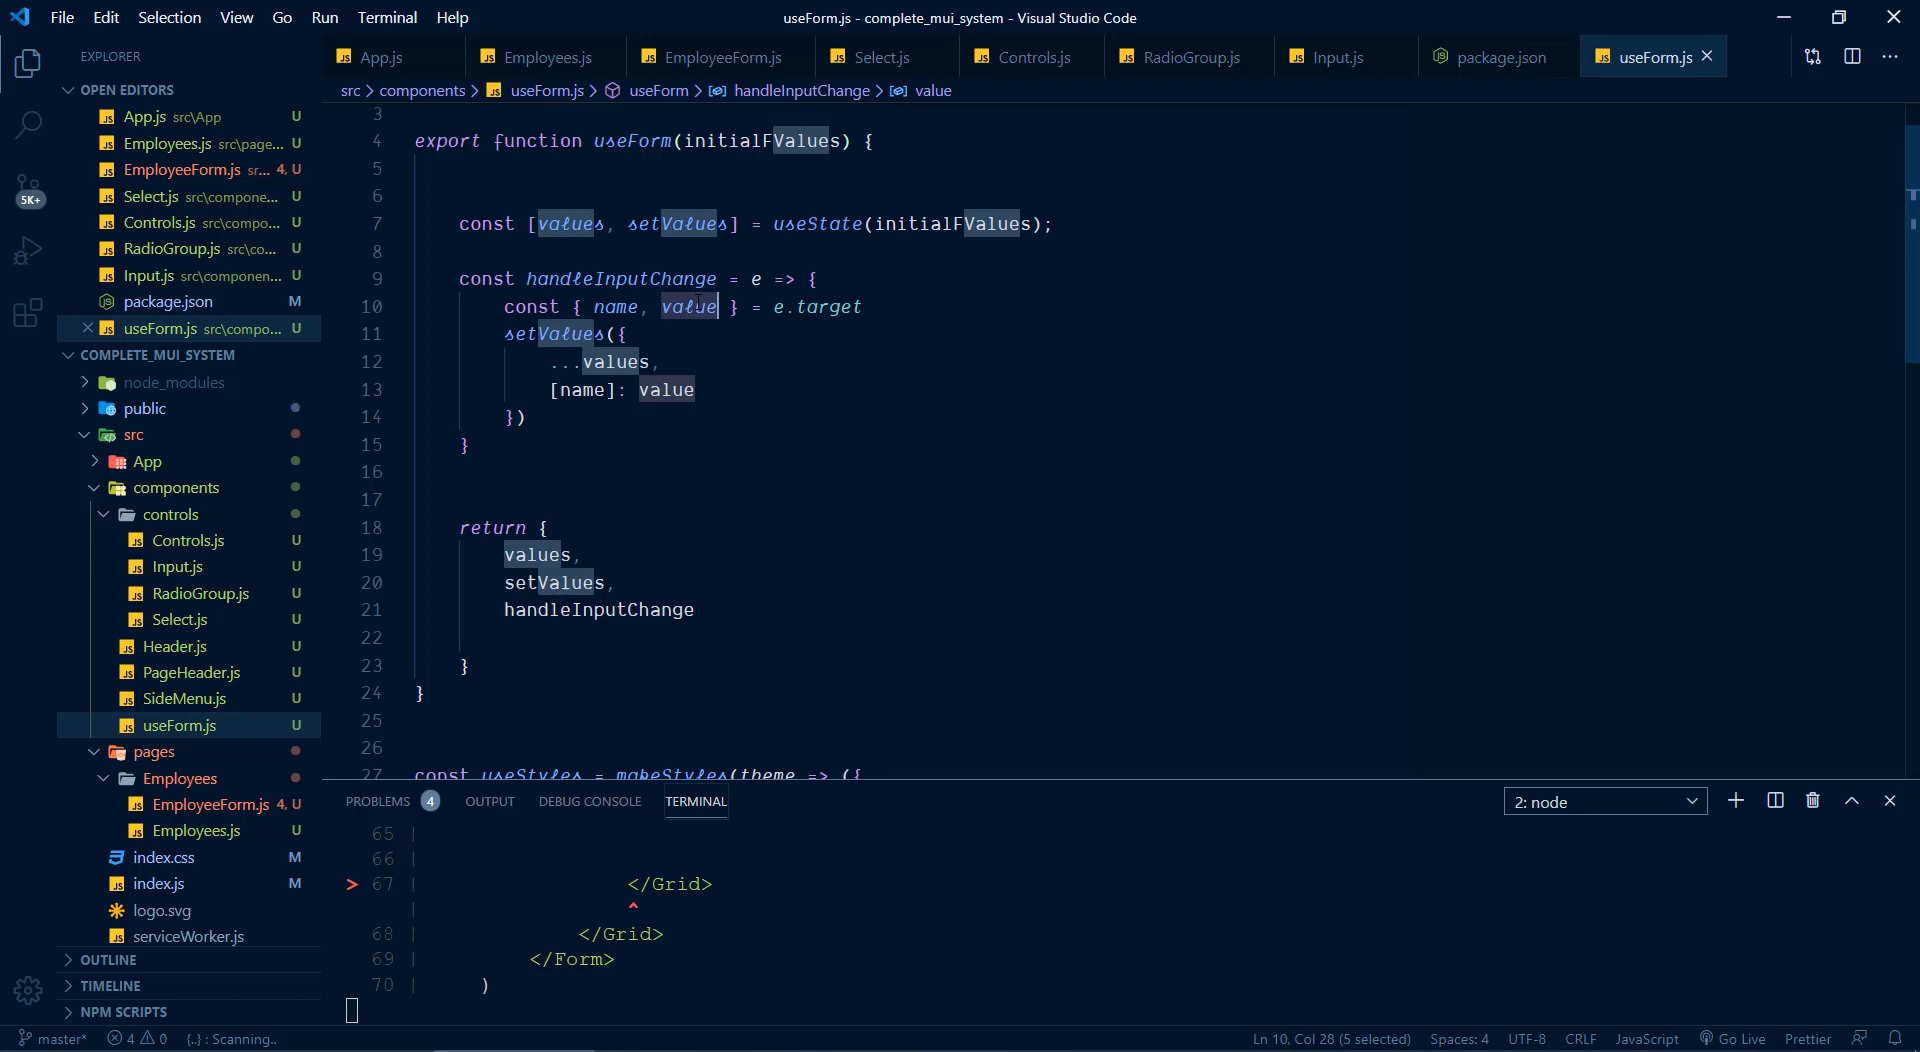 File Edit Selection View Go Run Terminal Help
useForm.js - complete_mui_system - Visual Studio Code
EXPLORER
OPEN EDITORS
App.js src\App U
Employees.js src\page... U
EmployeeForm.js sr... 4, U
Select.js src\compone... U
Controls.js src\compo... U
RadioGroup.js src\co... U
Input.js src\componen... U
package.json M
useForm.js src\compo... U
COMPLETE_MUI_SYSTEM
node_modules
public
src
App
components
controls
Controls.js U
Input.js U
RadioGroup.js U
Select.js U
Header.js U
PageHeader.js U
SideMenu.js U
useForm.js U
pages
Employees
EmployeeForm.js 4, U
Employees.js U
index.css M
index.js M
logo.svg
serviceWorker.js
OUTLINE
TIMELINE
NPM SCRIPTS
5K+
App.js Employees.js EmployeeForm.js Select.js Controls.js RadioGroup.js Input.js package.json useForm.js
src > components > useForm.js > useForm > handleInputChange > value
3
4 export function useForm(initialFValues) {
5
6
7 const [values, setValues] = useState(initialFValues);
8
9 const handleInputChange = e => {
10 const { name, value } = e.target
11 setValues({
12 ...values,
13 [name]: value
14 })
15 }
16
17
18 return {
19 values,
20 setValues,
21 handleInputChange
22
23 }
24 }
25
26
27 const useStyles = makeStyles(theme => ({
PROBLEMS 4 OUTPUT DEBUG CONSOLE TERMINAL 2: node
65 |
66 |
> 67 | </Grid>
| ^
68 | </Grid>
69 | </Form>
70 | )
master* 4 0 {..} : Scanning.. Ln 10, Col 28 (5 selected) Spaces: 4 UTF-8 CRLF JavaScript Go Live Prettier